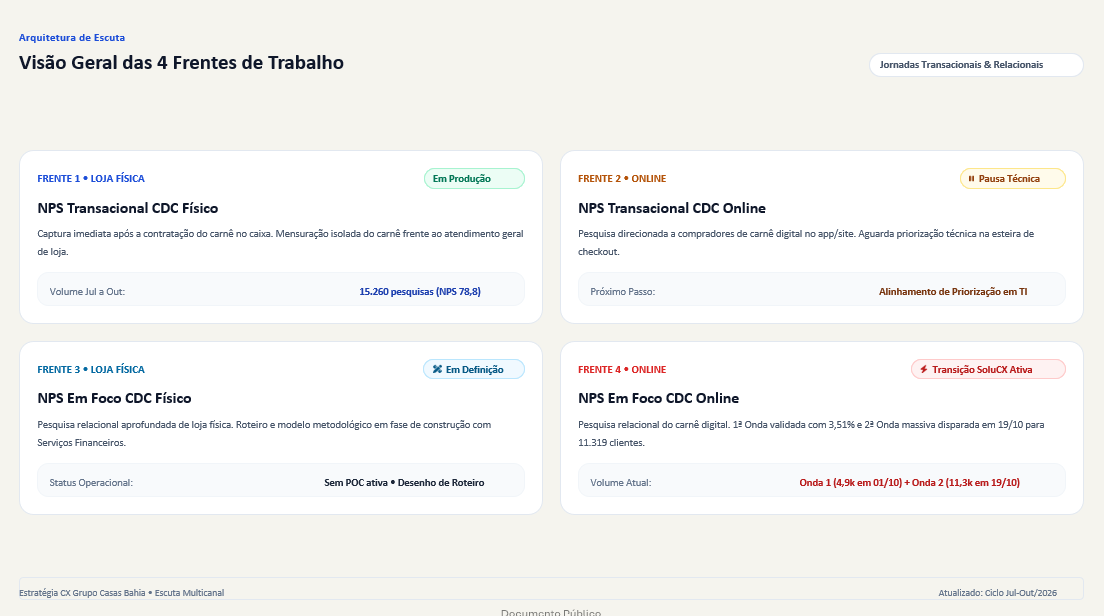 Arquitetura de Escuta
Visão Geral das 4 Frentes de Trabalho
Jornadas Transacionais & Relacionais
FRENTE 1 • LOJA FÍSICA
Em Produção
NPS Transacional CDC Físico
Captura imediata após a contratação do carnê no caixa. Mensuração isolada do carnê frente ao atendimento geral
de loja.
Volume Jul a Out:
15.260 pesquisas (NPS 78,8)
FRENTE 2 • ONLINE
Pausa Técnica
NPS Transacional CDC Online
Pesquisa direcionada a compradores de carnê digital no app/site. Aguarda priorização técnica na esteira de
checkout.
Próximo Passo:
Alinhamento de Priorização em TI
FRENTE 3 • LOJA FÍSICA
Em Definição
NPS Em Foco CDC Físico
Pesquisa relacional aprofundada de loja física. Roteiro e modelo metodológico em fase de construção com
Serviços Financeiros.
Status Operacional:
Sem POC ativa • Desenho de Roteiro
FRENTE 4 • ONLINE
Transição SoluCX Ativa
NPS Em Foco CDC Online
Pesquisa relacional do carnê digital. 1ª Onda validada com 3,51% e 2ª Onda massiva disparada em 19/10 para
11.319 clientes.
Volume Atual:
Onda 1 (4,9k em 01/10) + Onda 2 (11,3k em 19/10)
Estratégia CX Grupo Casas Bahia • Escuta Multicanal
Atualizado: Ciclo Jul-Out/2026
Documento Público